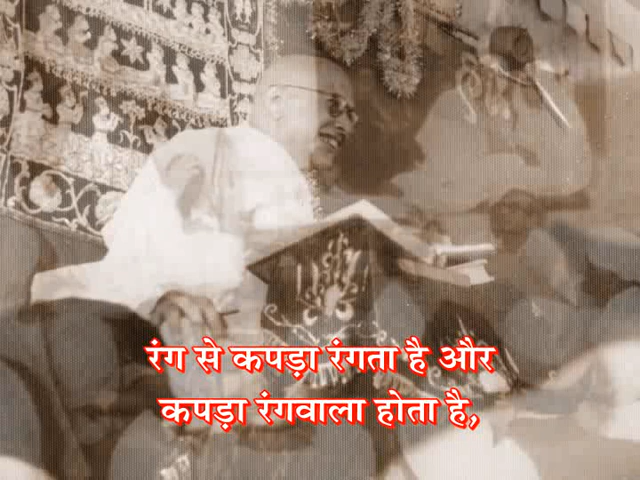 रंग से कपड़ा रंगता है और
कपड़ा रंगवाला होता है,